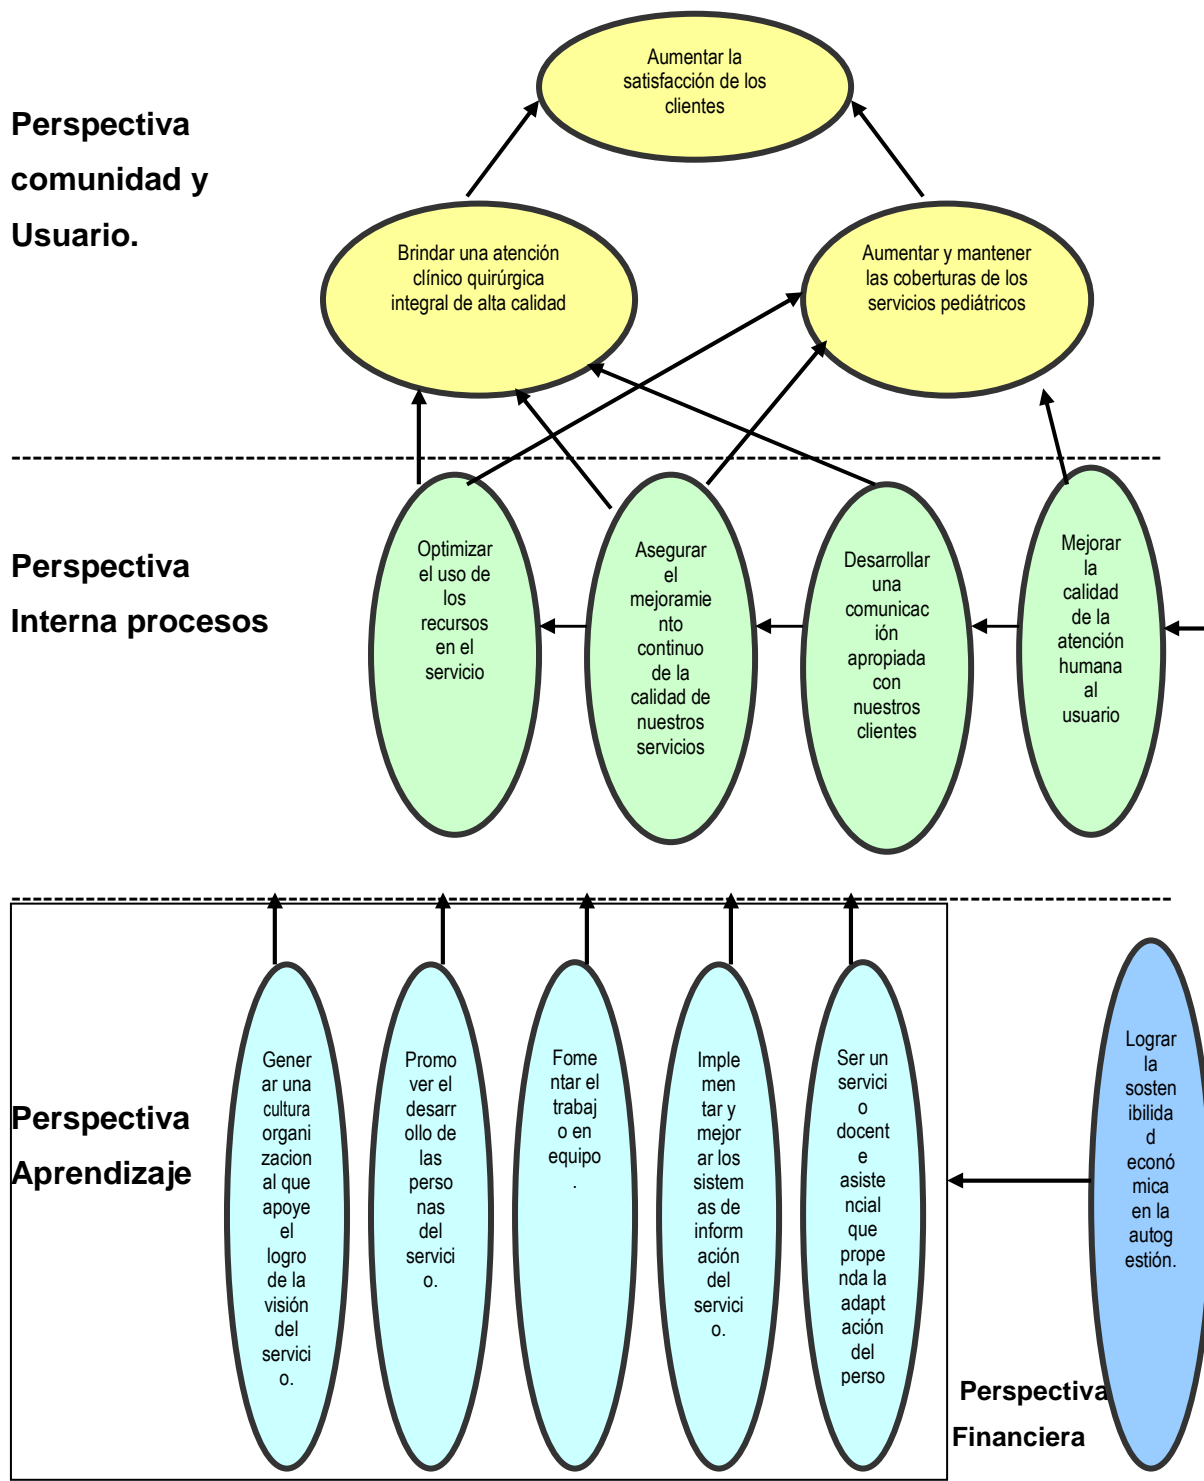 Aumentar la
satisfacción de los
clientes
Perspectiva
comunidad y
Usuario.
Brindar una atención
clínico quirúrgica
integral de alta calidad
Aumentar y mantener
las coberturas de los
servicios pediátricos
Perspectiva
Interna procesos
Optimizar
el uso de
los
recursos
en el
servicio
Asegurar
el
mejoramie
nto
continuo
de la
calidad de
nuestros
servicios
Desarrollar
una
comunicac
ión
apropiada
con
nuestros
clientes
.
Mejorar
la
calidad
de la
atención
humana
al
usuario
Perspectiva
Aprendizaje
Gener
ar una
cultura
organi
zacion
al que
apoye
el
logro
de la
visión
del
servici
o.
Promo
ver el
desarr
ollo de
las
perso
nas
del
servici
o.
Fome
ntar el
trabaj
o en
equipo
.
Imple
men
tar y
mejor
ar los
sistem
as de
inform
ación
del
servici
o.
Ser un
servici
o
docent
e
asiste
ncial
que
prope
nda la
adapt
ación
del
perso
Lograr
la
sosten
ibilida
d
econó
mica
en la
autog
estión.
Perspectiva
Financiera